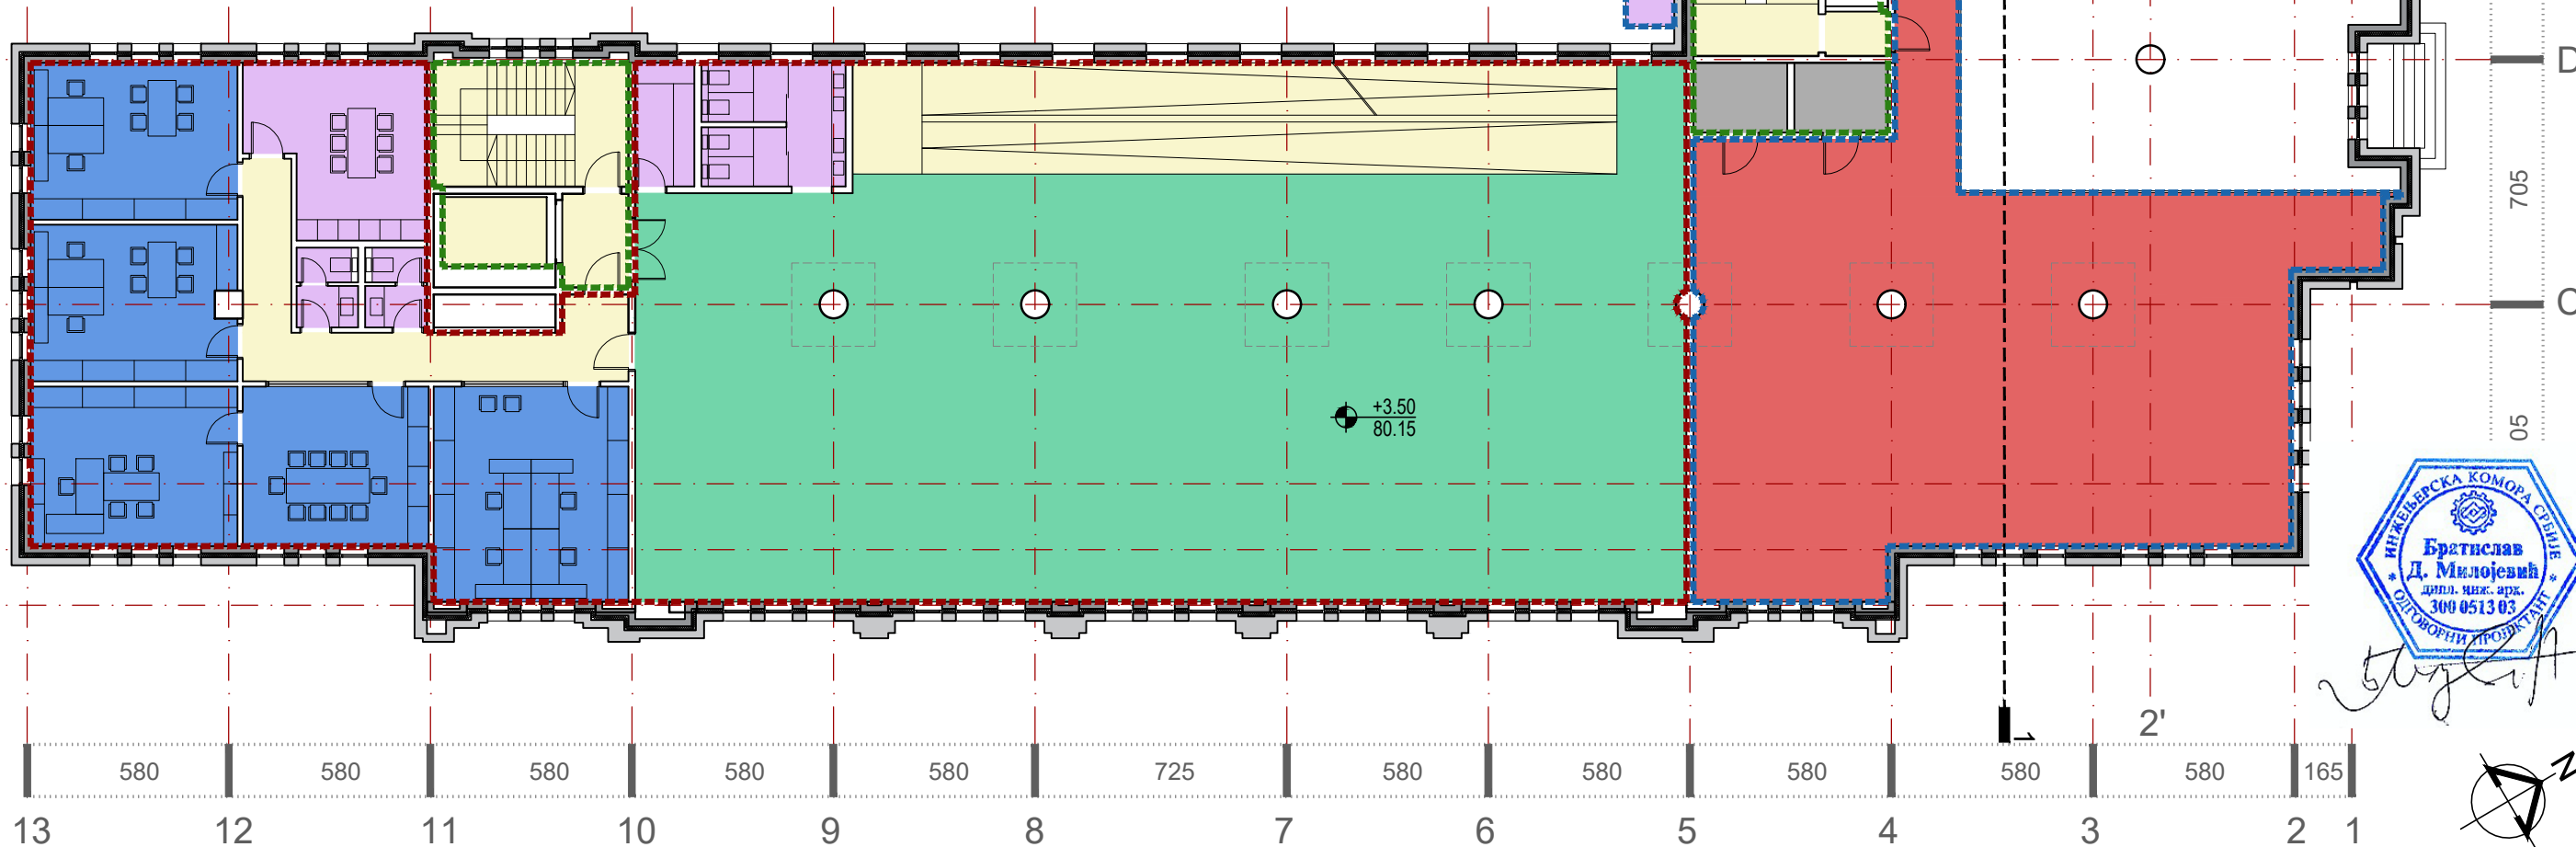 D
705
C
+3.50
80.15
05
ИНЖЕЊЕРСКА КОМОРА СРБИЈЕ
Братислав
Д. Милојевић
дипл. инж. арх.
300 0513 03
ОДГОВОРНИ ПРОЈЕКТАНТ
1
2'
580 580 580 580 580 725 580 580 580 580 580 165
N
13 12 11 10 9 8 7 6 5 4 3 2 1